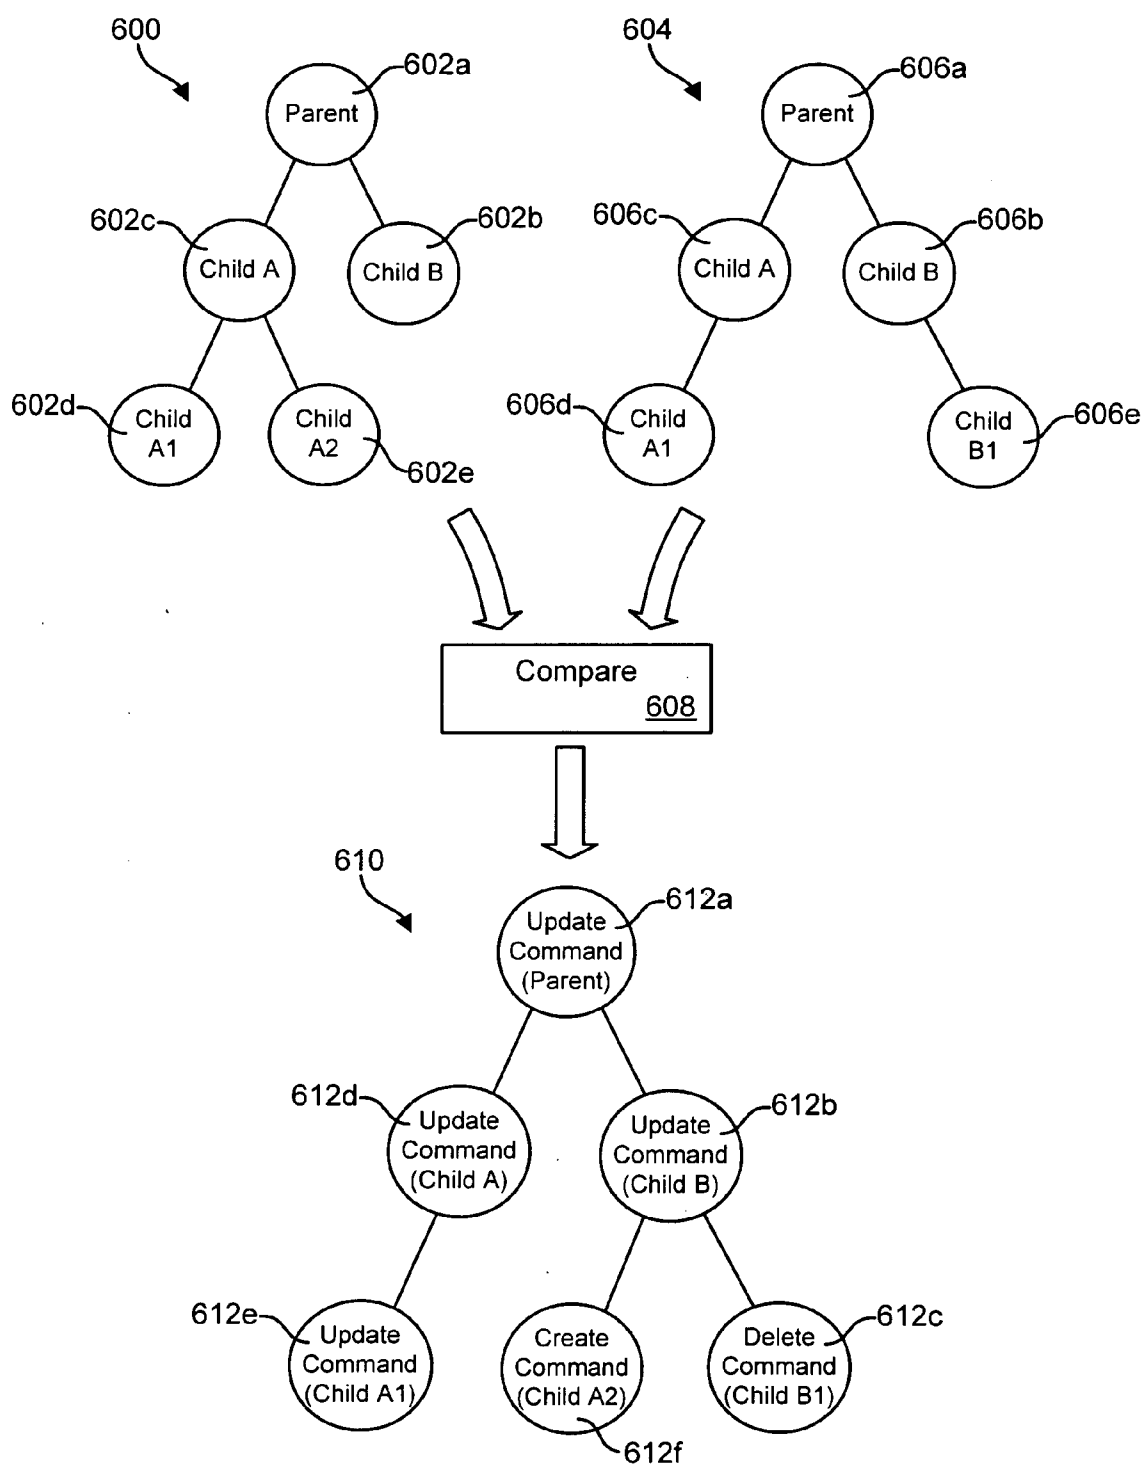 600
602a
Parent
604
606a
Parent
602c
Child A
602b
Child B
606c
Child A
606b
Child B
602d
Child
A1
Child
A2
602e
606d
Child
A1
Child
B1
606e
Compare
608
610
612a
Update
Command
(Parent)
612d
Update
Command
(Child A)
612b
Update
Command
(Child B)
612e
Update
Command
(Child A1)
Create
Command
(Child A2)
612f
612c
Delete
Command
(Child B1)